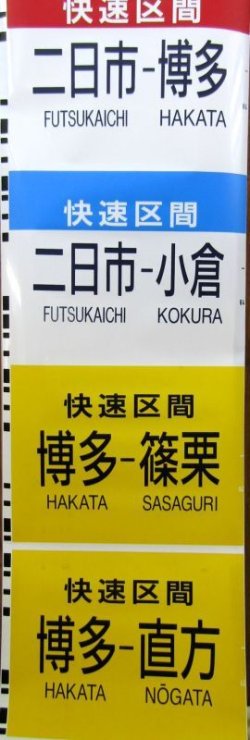 快速区間
二日市-博多
FUTSUKAICHI HAKATA
快速区間
二日市-小倉
FUTSUKAICHI KOKURA
快速区間
博多-篠栗
HAKATA SASAGURI
快速区間
博多-直方
HAKATA NŌGATA